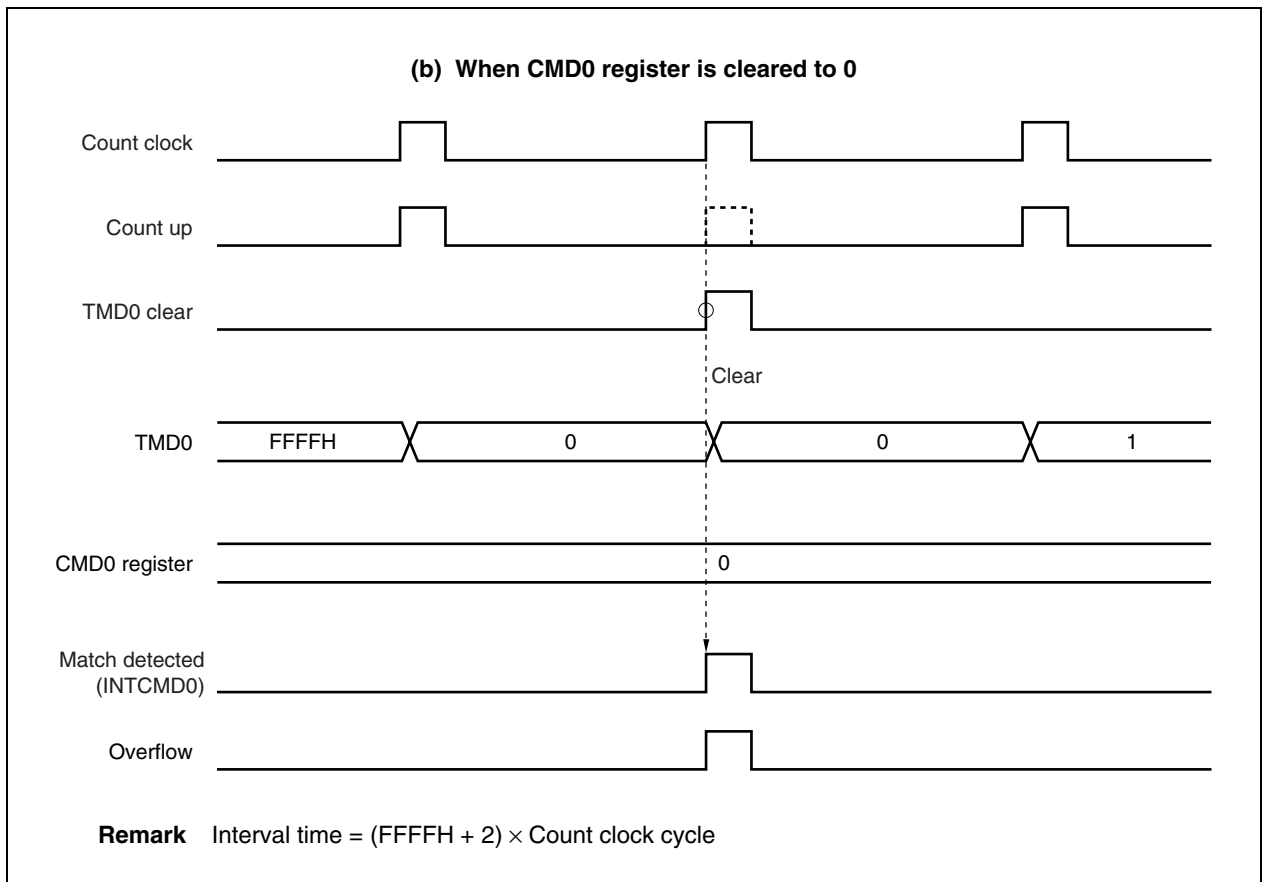 (b) When CMD0 register is cleared to 0
Count clock
Count up
TMD0 clear
Clear
TMD0
FFFFH
0
0
1
CMD0 register
0
Match detected
(INTCMD0)
Overflow
Remark Interval time = (FFFFH + 2) × Count clock cycle